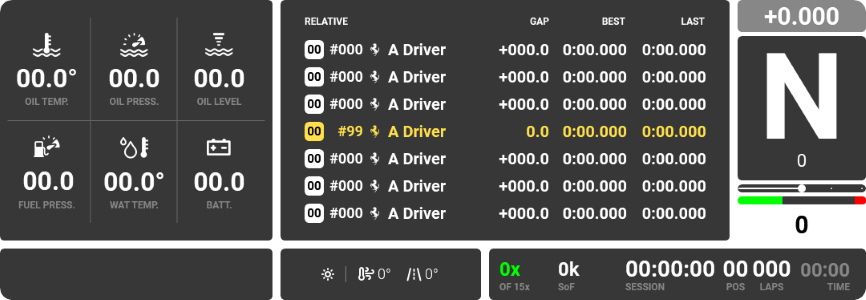 00.0° 00.0 00.0
OIL TEMP. OIL PRESS. OIL LEVEL
00.0 00.0° 00.0
FUEL PRESS. WAT TEMP. BATT.
RELATIVE GAP BEST LAST
00 #000 A Driver +000.0 0:00.000 0:00.000
00 #000 A Driver +000.0 0:00.000 0:00.000
00 #000 A Driver +000.0 0:00.000 0:00.000
00 #99 A Driver 0.0 0:00.000 0:00.000
00 #000 A Driver +000.0 0:00.000 0:00.000
00 #000 A Driver +000.0 0:00.000 0:00.000
00 #000 A Driver +000.0 0:00.000 0:00.000
+0.000
N
0
0
0° 0°
0x 0k 00:00:00 00 000 00:00
OF 15x SoF SESSION POS LAPS TIME